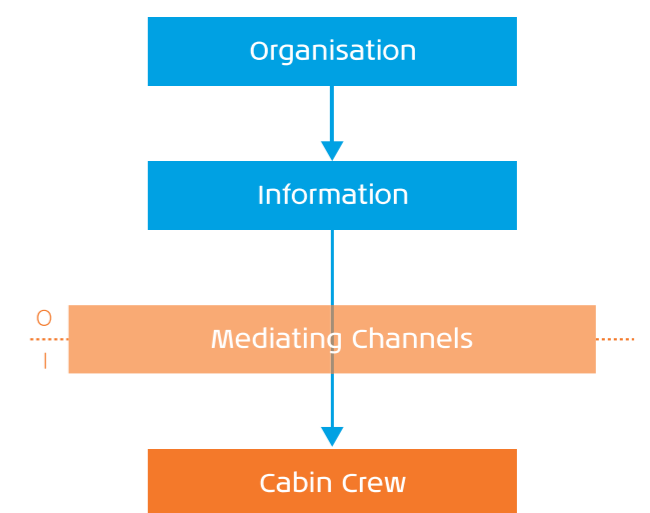 Organisation
Information
O
Mediating Channels
I
Cabin Crew